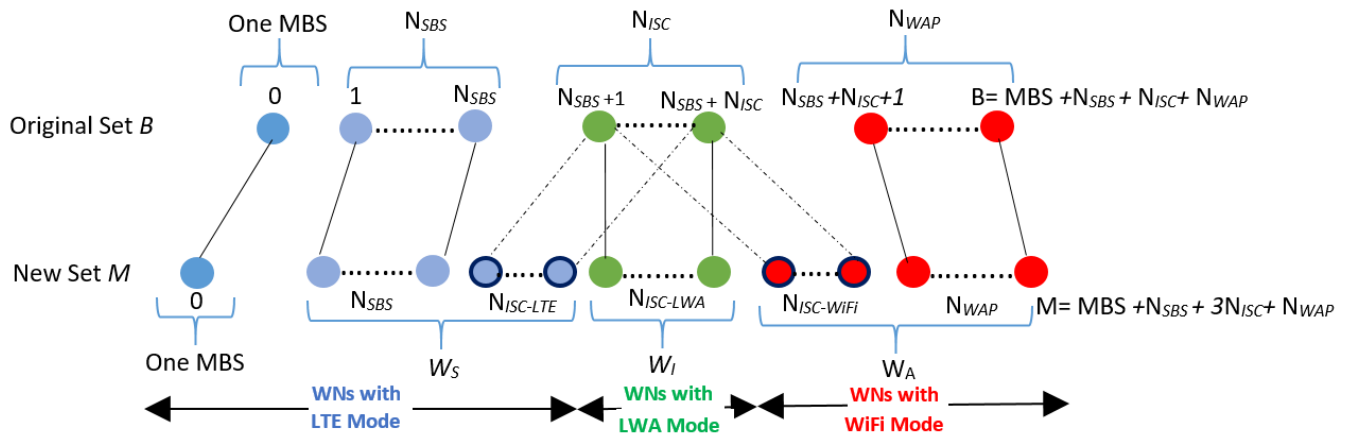 One MBS
N_SBS
N_ISC
N_WAP
0
1
N_SBS
N_SBS +1
N_SBS + N_ISC
N_SBS +N_ISC+1
B= MBS +N_SBS + N_ISC+ N_WAP
Original Set B
New Set M
0
N_SBS
N_ISC-LTE
N_ISC-LWA
N_ISC-WiFi
N_WAP
M= MBS +N_SBS + 3N_ISC+ N_WAP
One MBS
W_S
W_I
W_A
WNs with
LTE Mode
WNs with
LWA Mode
WNs with
WiFi Mode